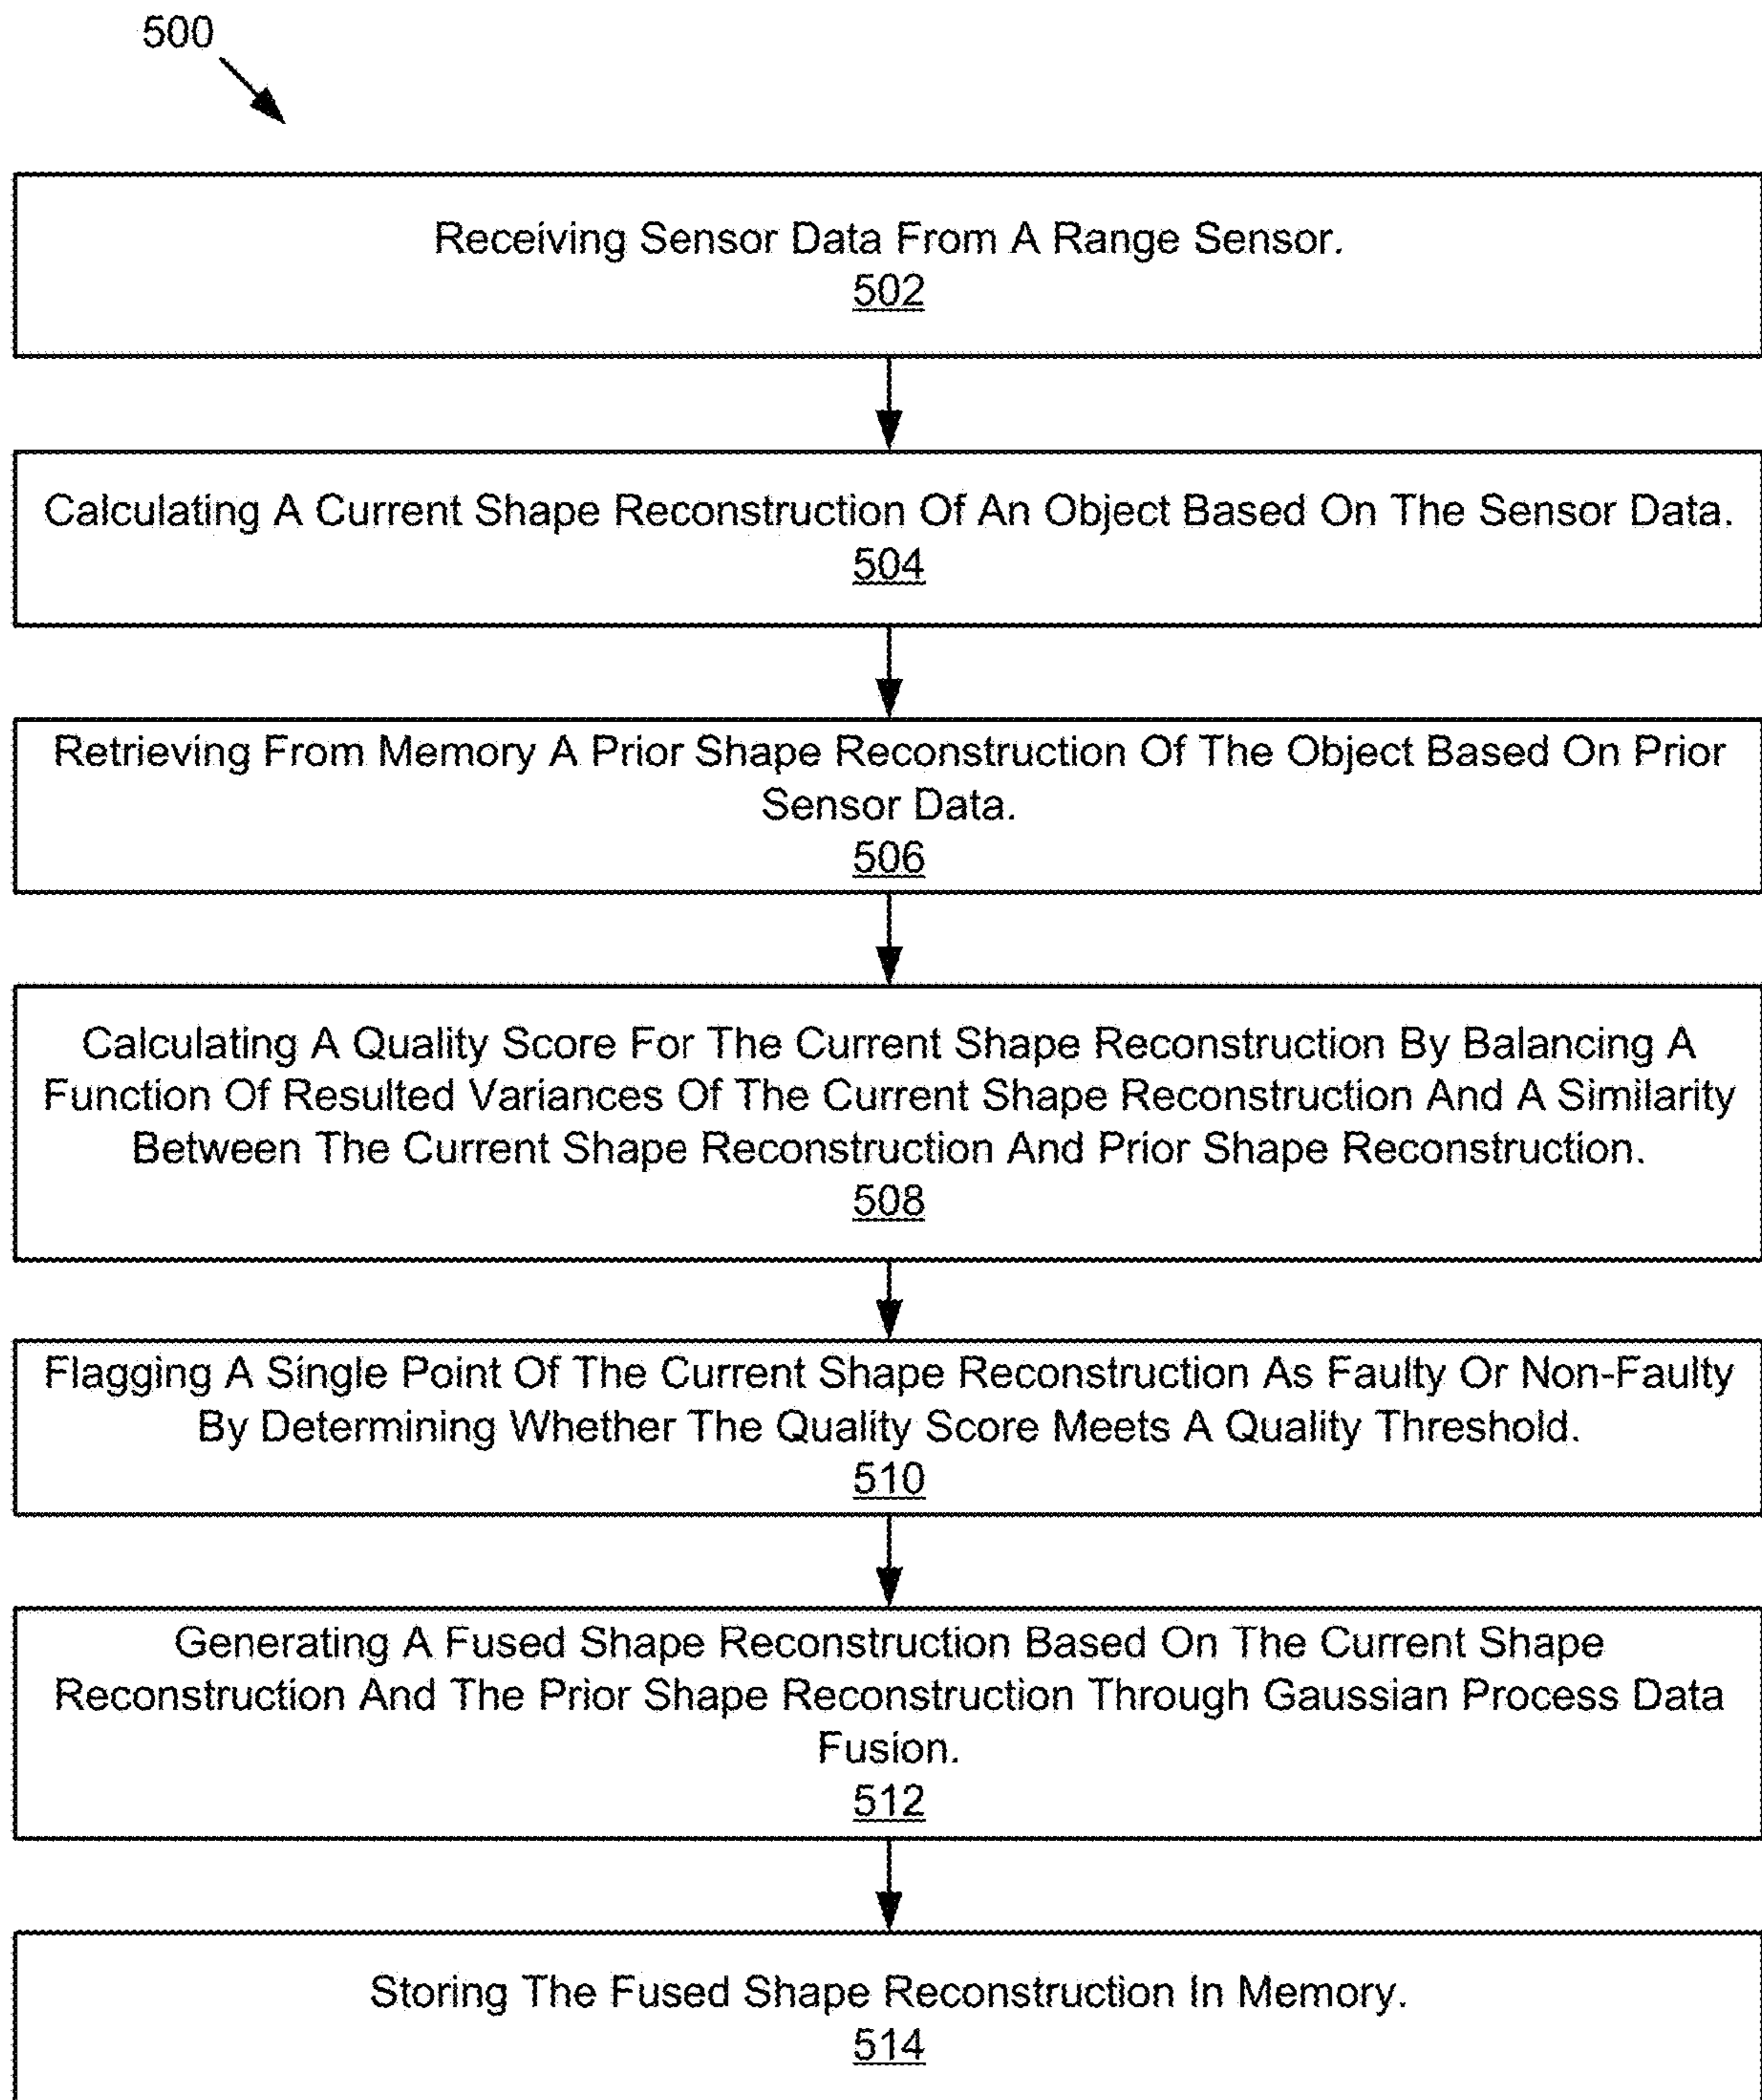 500
Receiving Sensor Data From A Range Sensor.
502
Calculating A Current Shape Reconstruction Of An Object Based On The Sensor Data.
504
Retrieving From Memory A Prior Shape Reconstruction Of The Object Based On Prior
Sensor Data.
506
Calculating A Quality Score For The Current Shape Reconstruction By Balancing A
Function Of Resulted Variances Of The Current Shape Reconstruction And A Similarity
Between The Current Shape Reconstruction And Prior Shape Reconstruction.
508
Flagging A Single Point Of The Current Shape Reconstruction As Faulty Or Non-Faulty
By Determining Whether The Quality Score Meets A Quality Threshold.
510
Generating A Fused Shape Reconstruction Based On The Current Shape
Reconstruction And The Prior Shape Reconstruction Through Gaussian Process Data
Fusion.
512
Storing The Fused Shape Reconstruction In Memory.
514